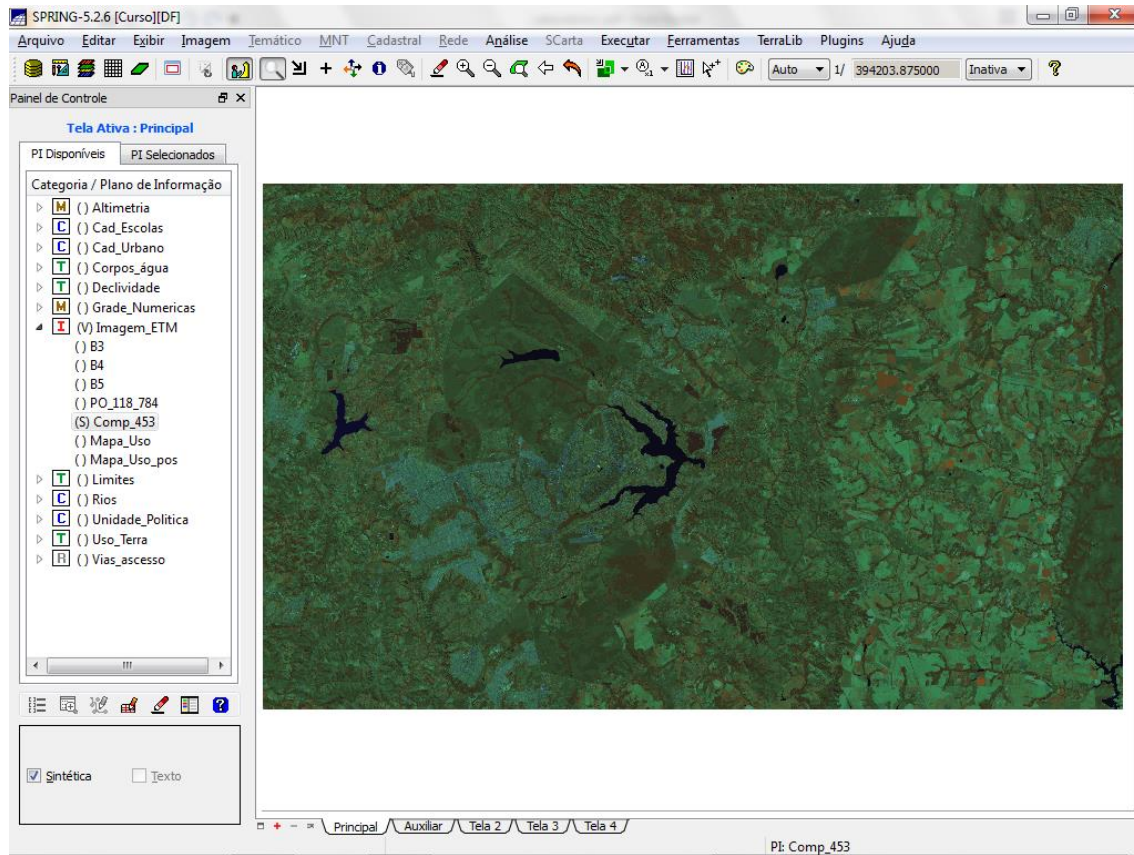 SPRING-5.2.6 [Curso][DF]
Arquivo Editar Exibir Imagem Temático MNT Cadastral Rede Análise SCarta Executar Ferramentas TerraLib Plugins Ajuda
Auto 1/ 394203.875000 Inativa
Painel de Controle
Tela Ativa : Principal
PI Disponíveis PI Selecionados
Categoria / Plano de Informação
M () Altimetria
C () Cad_Escolas
C () Cad_Urbano
T () Corpos_água
T () Declividade
M () Grade_Numericas
I (V) Imagem_ETM
() B3
() B4
() B5
() PO_118_784
(S) Comp_453
() Mapa_Uso
() Mapa_Uso_pos
T () Limites
C () Rios
C () Unidade_Politica
T () Uso_Terra
R () Vias_ascesso
Sintética Texto
Principal Auxiliar Tela 2 Tela 3 Tela 4
PI: Comp_453